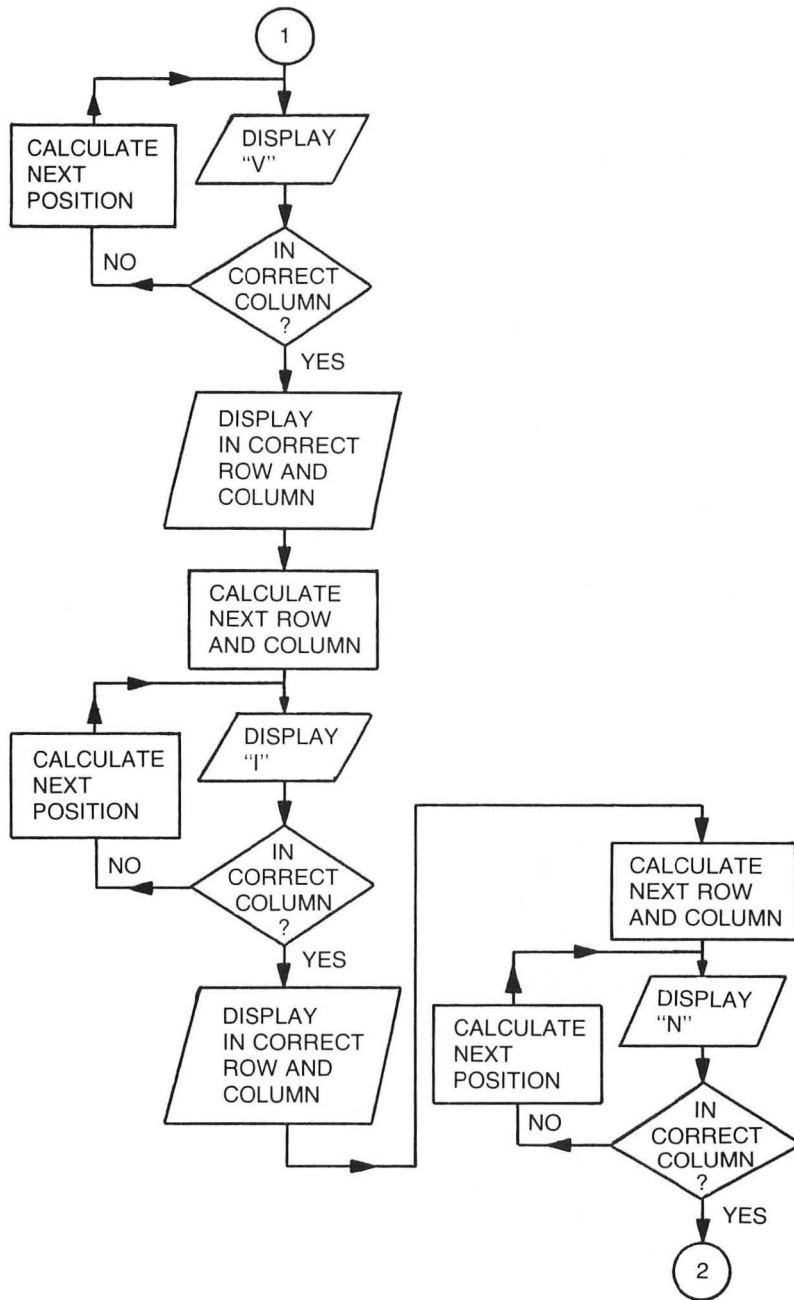 1
DISPLAY
"V"
CALCULATE
NEXT
POSITION
NO
IN
CORRECT
COLUMN
?
YES
DISPLAY
IN CORRECT
ROW AND
COLUMN
CALCULATE
NEXT ROW
AND COLUMN
DISPLAY
"I"
CALCULATE
NEXT
POSITION
NO
IN
CORRECT
COLUMN
?
YES
DISPLAY
IN CORRECT
ROW AND
COLUMN
CALCULATE
NEXT ROW
AND COLUMN
DISPLAY
"N"
CALCULATE
NEXT
POSITION
NO
IN
CORRECT
COLUMN
?
YES
2